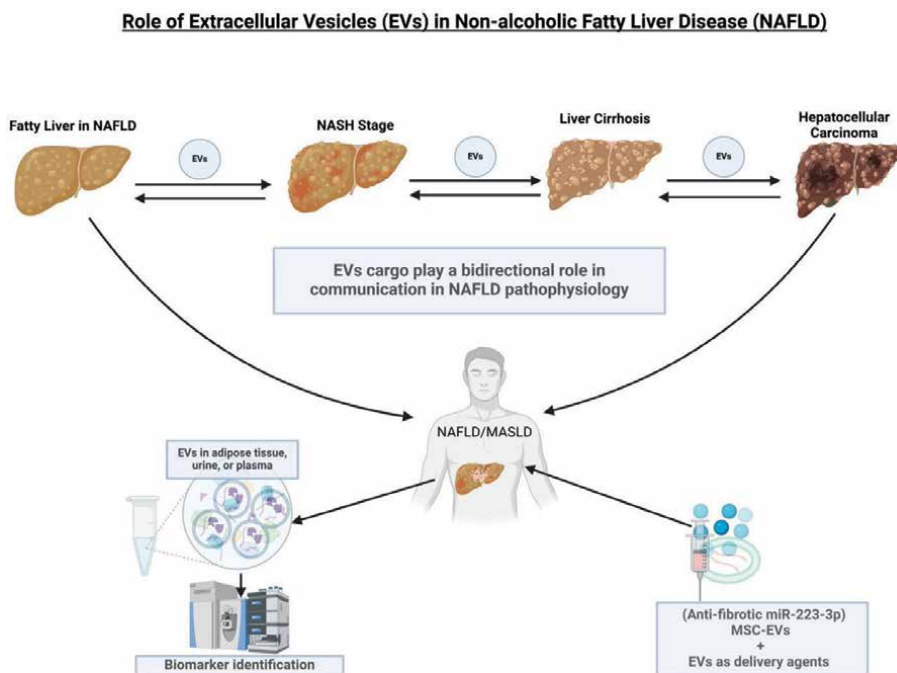 Role of Extracellular Vesicles (EVs) in Non-alcoholic Fatty Liver Disease (NAFLD)
Fatty Liver in NAFLD
EVs
NASH Stage
EVs
Liver Cirrhosis
EVs
Hepatocellular
Carcinoma
EVs cargo play a bidirectional role in
communication in NAFLD pathophysiology
NAFLD/MASLD
EVs in adipose tissue,
urine, or plasma
Biomarker identification
(Anti-fibrotic miR-223-3p)
MSC-EVs
+
EVs as delivery agents